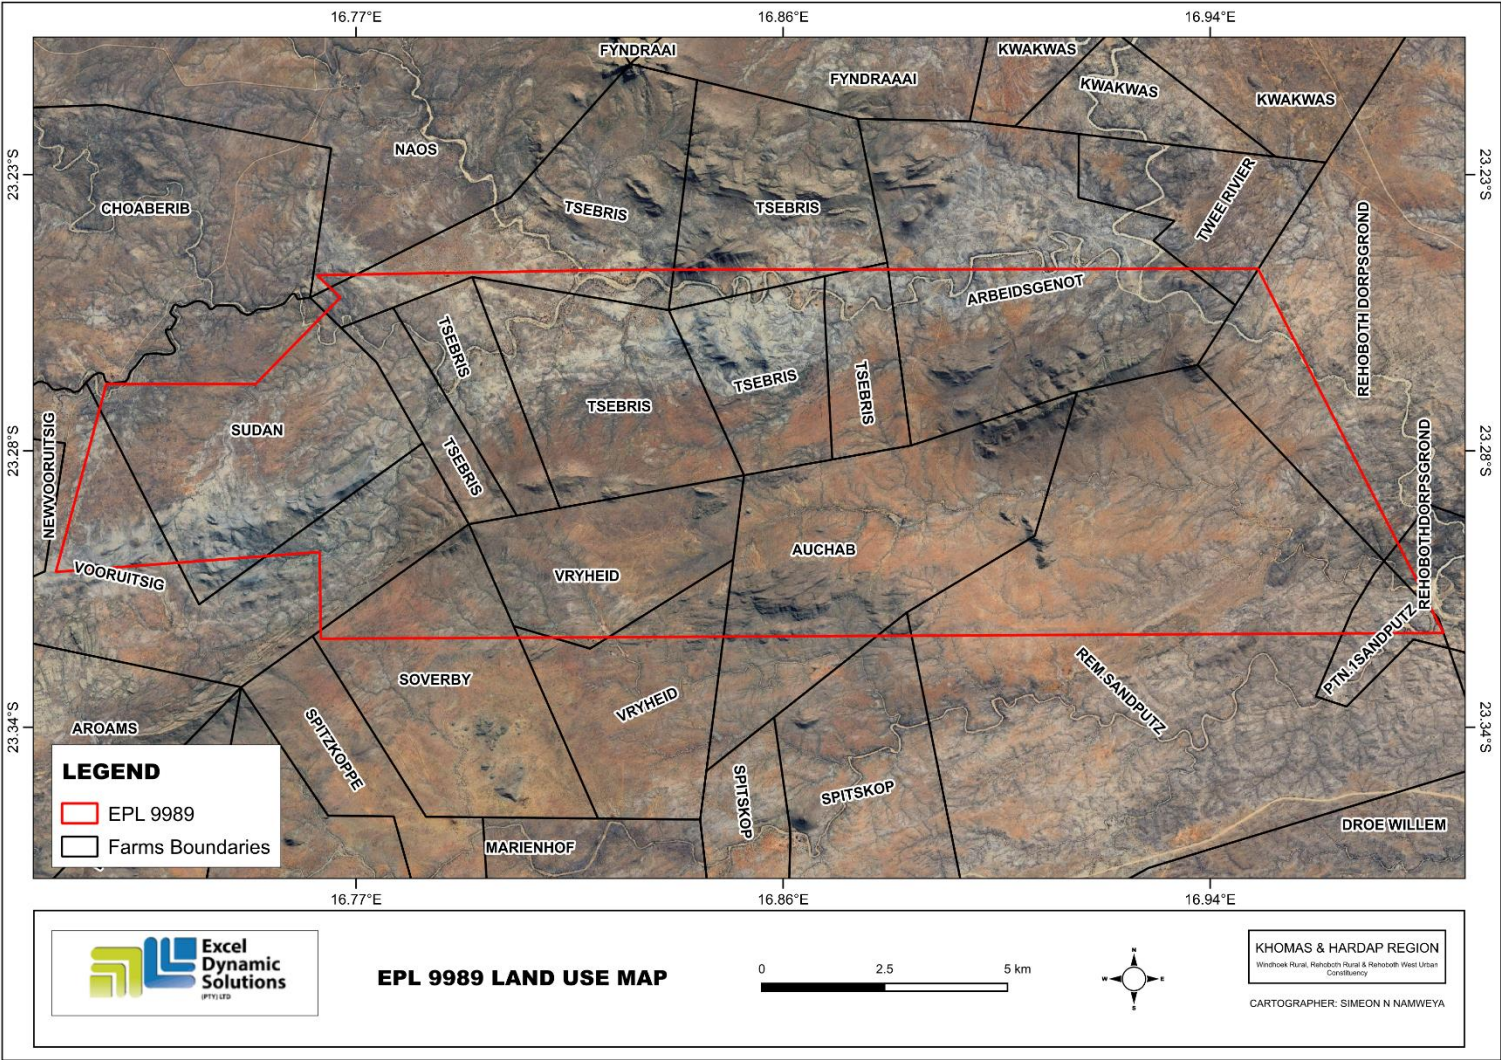 16.77°E
16.86°E
16.94°E
FYNDRAAI
KWAKWAS
FYNDRAAAI
KWAKWAS
KWAKWAS
NAOS
23.23°S
23.23°S
CHOABERIB
TSEBRIS
TSEBRIS
TWEE RIVIER
REHOBOTH DORPSGROND
ARBEIDSGENOT
TSEBRIS
TSEBRIS
TSEBRIS
TSEBRIS
SUDAN
NEWVOORUITSIG
TSEBRIS
23.28°S
23.28°S
REHOBOTHDORPSGROND
AUCHAB
VOORUITSIG
VRYHEID
PTN.1SANDPUTZ
SOVERBY
REM.SANDPUTZ
VRYHEID
23.34°S
23.34°S
AROAMS
SPITZKOPPE
SPITSKOP
SPITSKOP
DROE WILLEM
MARIENHOF
LEGEND
EPL 9989
Farms Boundaries
16.77°E
16.86°E
16.94°E
Excel
Dynamic
Solutions
(PTY) LTD
EPL 9989 LAND USE MAP
0
2.5
5 km
N
W
E
S
KHOMAS & HARDAP REGION
Windhoek Rural, Rehoboth Rural & Rehoboth West Urban
Constituency
CARTOGRAPHER: SIMEON N NAMWEYA